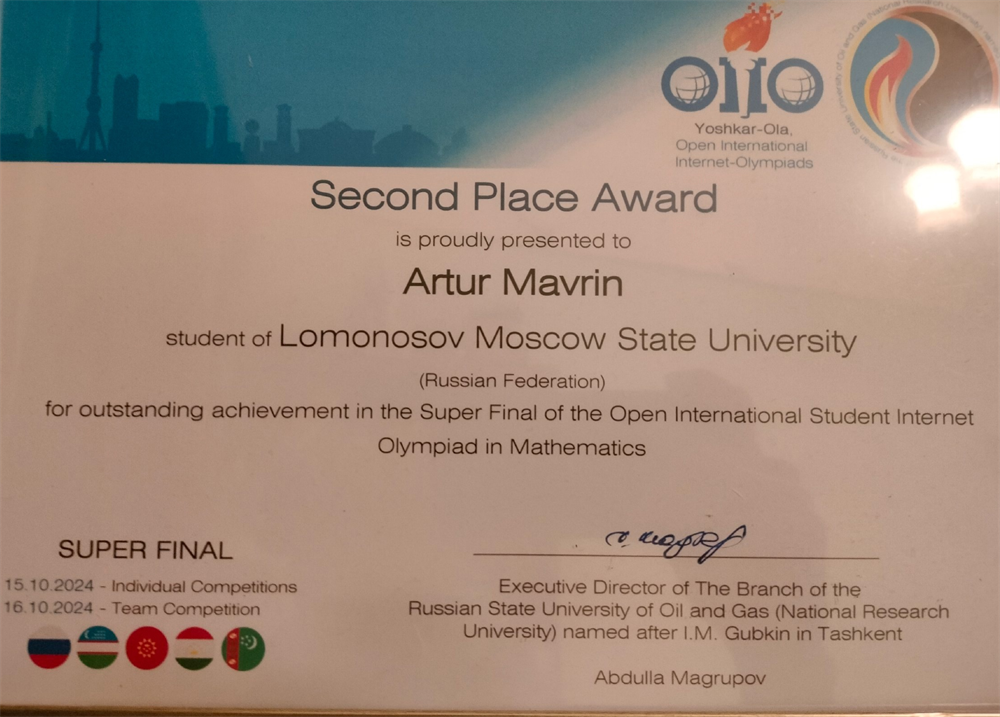 OIIO
Yoshkar-Ola,
Open International
Internet-Olympiads
Second Place Award
is proudly presented to
Artur Mavrin
student of Lomonosov Moscow State University
(Russian Federation)
for outstanding achievement in the Super Final of the Open International Student Internet
Olympiad in Mathematics
SUPER FINAL
15.10.2024 - Individual Competitions
16.10.2024 - Team Competition
Executive Director of The Branch of the
Russian State University of Oil and Gas (National Research
University) named after I.M. Gubkin in Tashkent
Abdulla Magrupov